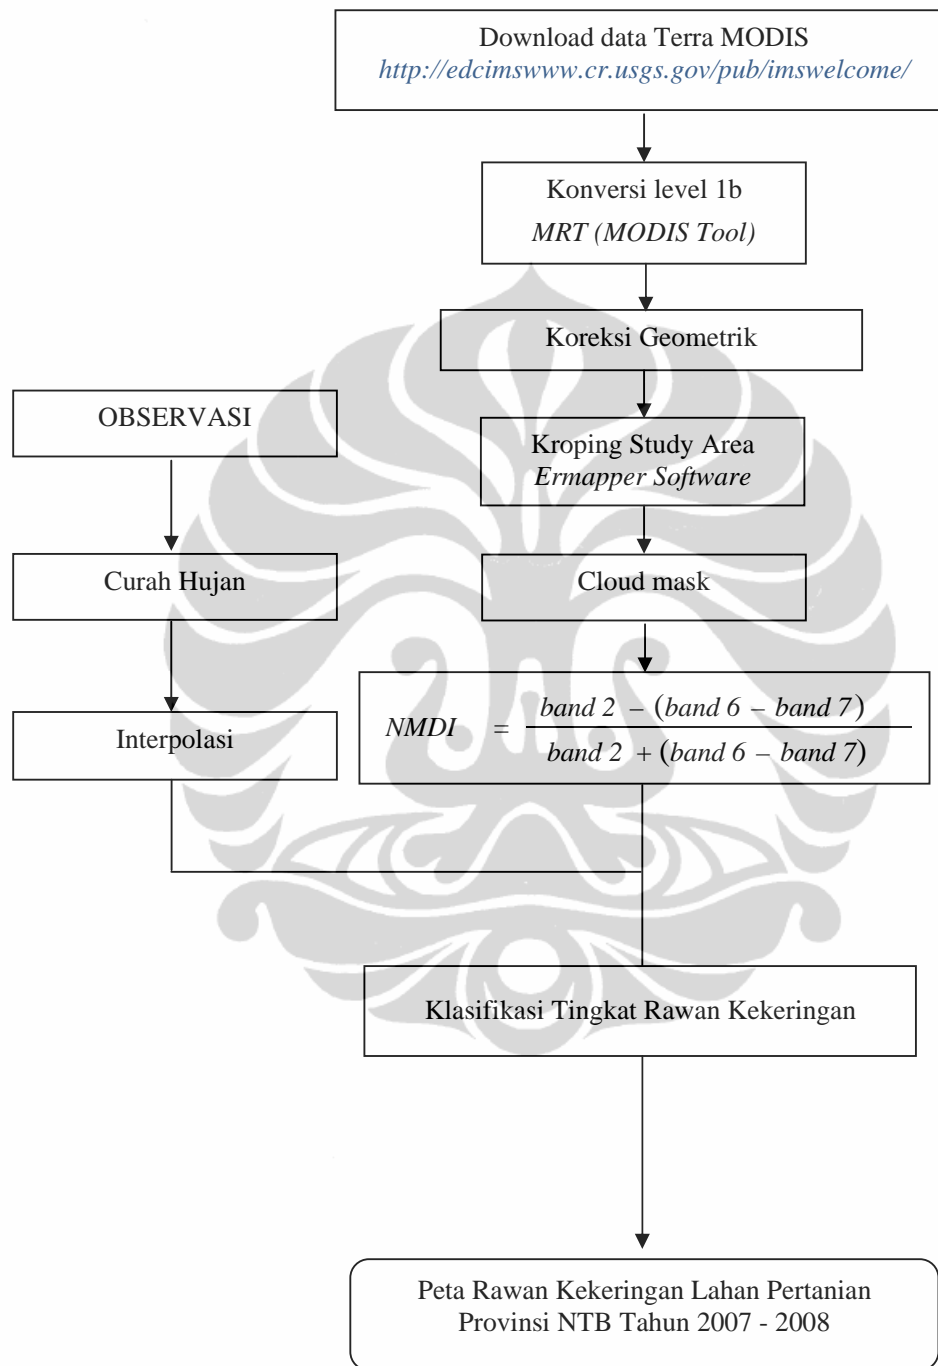 Download data Terra MODIS
http://edcimswww.cr.usgs.gov/pub/imswelcome/
Konversi level 1b
MRT (MODIS Tool)
Koreksi Geometrik
OBSERVASI
Kroping Study Area
Ermapper Software
Curah Hujan
Cloud mask
Interpolasi
NMDI = band 2 – (band 6 – band 7)
band 2 + (band 6 – band 7)
Klasifikasi Tingkat Rawan Kekeringan
Peta Rawan Kekeringan Lahan Pertanian
Provinsi NTB Tahun 2007 - 2008